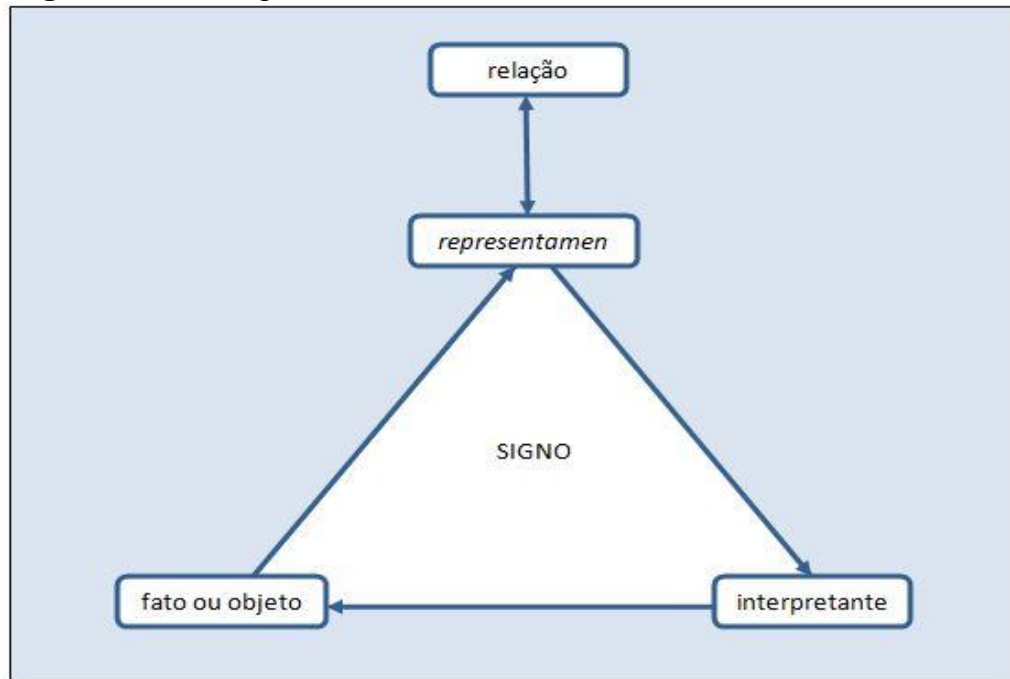 relação
representamen
SIGNO
fato ou objeto
interpretante